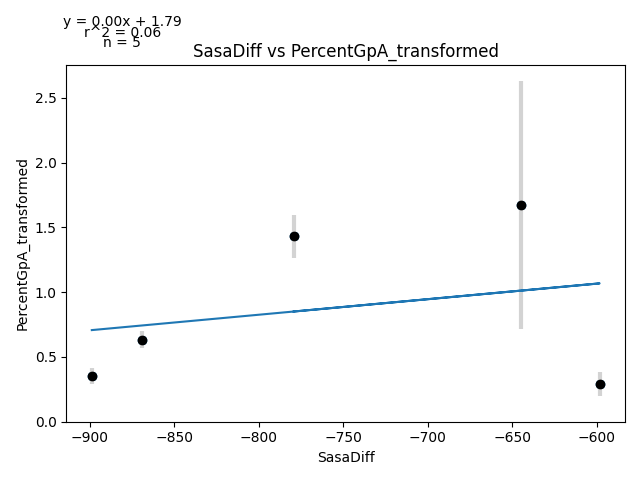 y = 0.00x + 1.79
r^2 = 0.06
n = 5
SasaDiff vs PercentGpA_transformed
PercentGpA_transformed
2.5
2.0
1.5
1.0
0.5
0.0
−900
−850
−800
−750
−700
−650
−600
SasaDiff